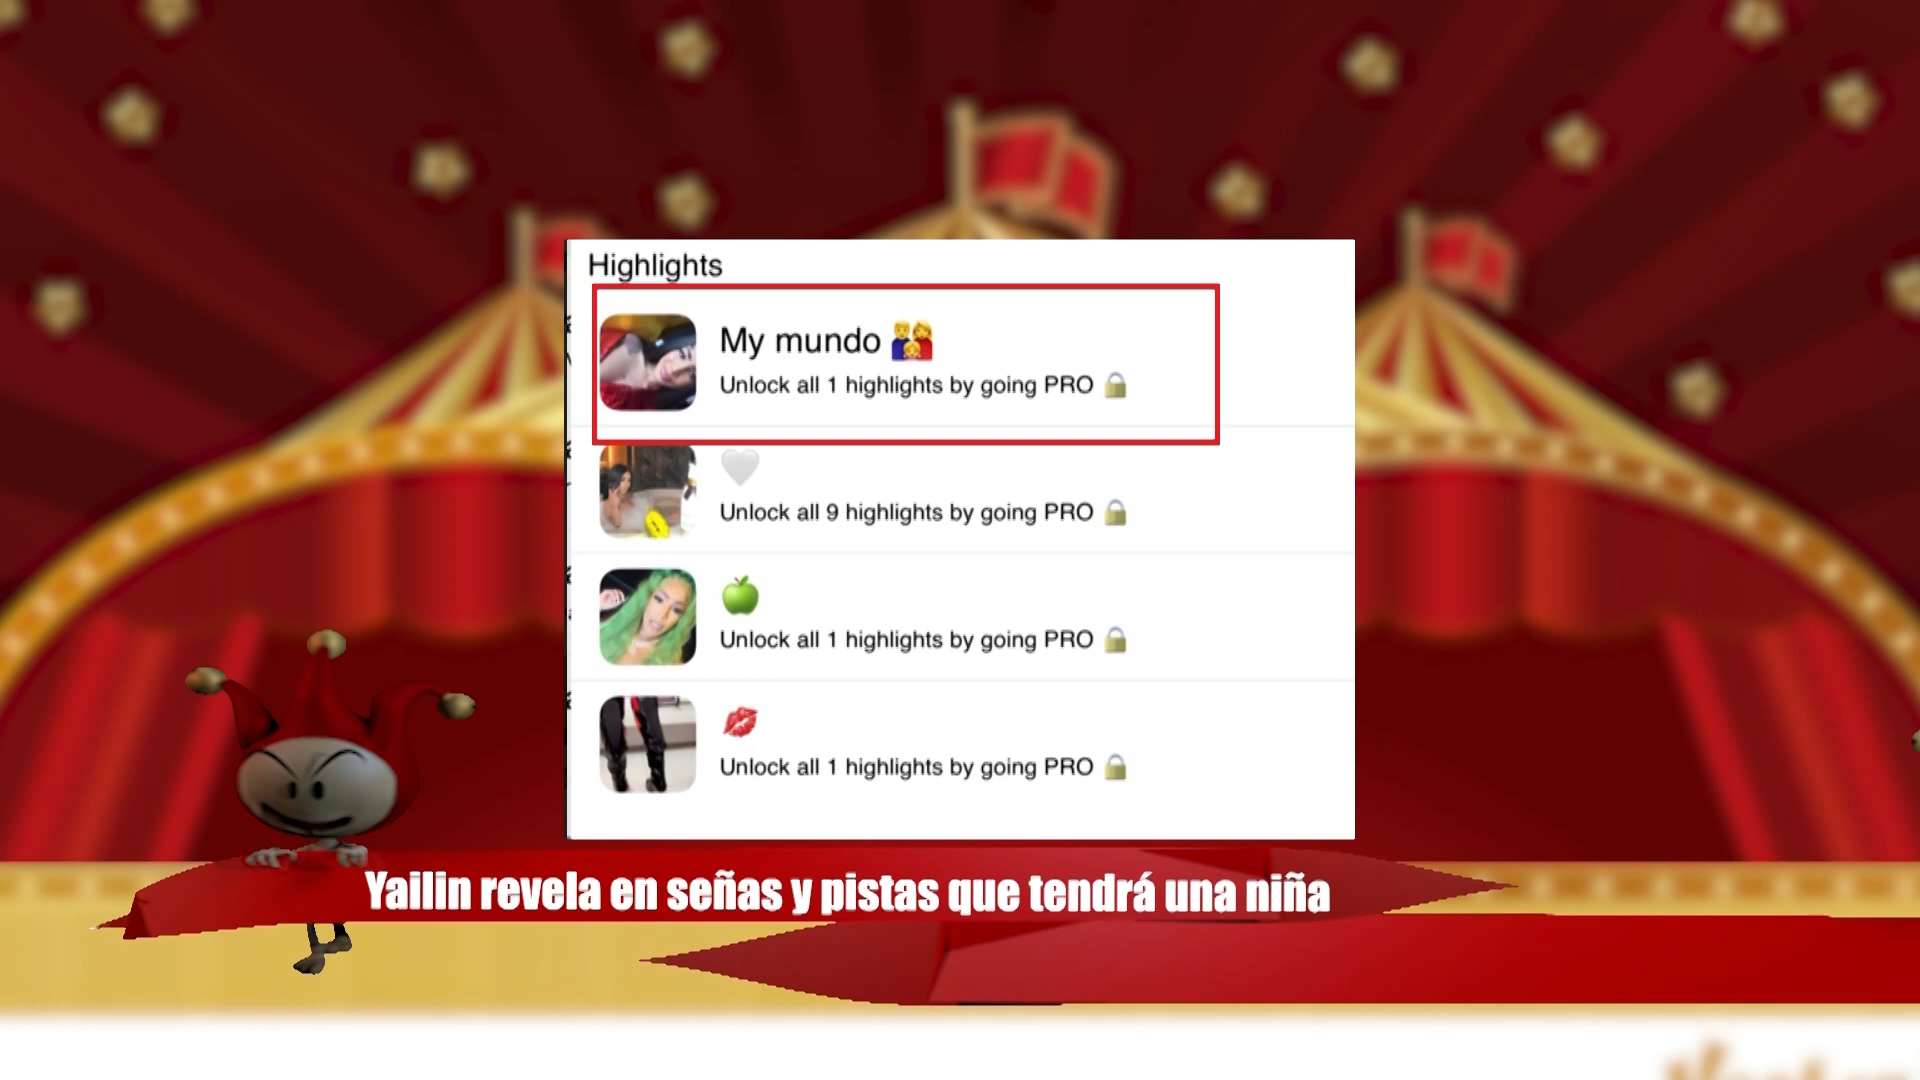 Highlights
My mundo 👨‍👩‍👧
Unlock all 1 highlights by going PRO 🔒
🤍
Unlock all 9 highlights by going PRO 🔒
🍏
Unlock all 1 highlights by going PRO 🔒
💋
Unlock all 1 highlights by going PRO 🔒
Yailin revela en señas y pistas que tendrá una niña